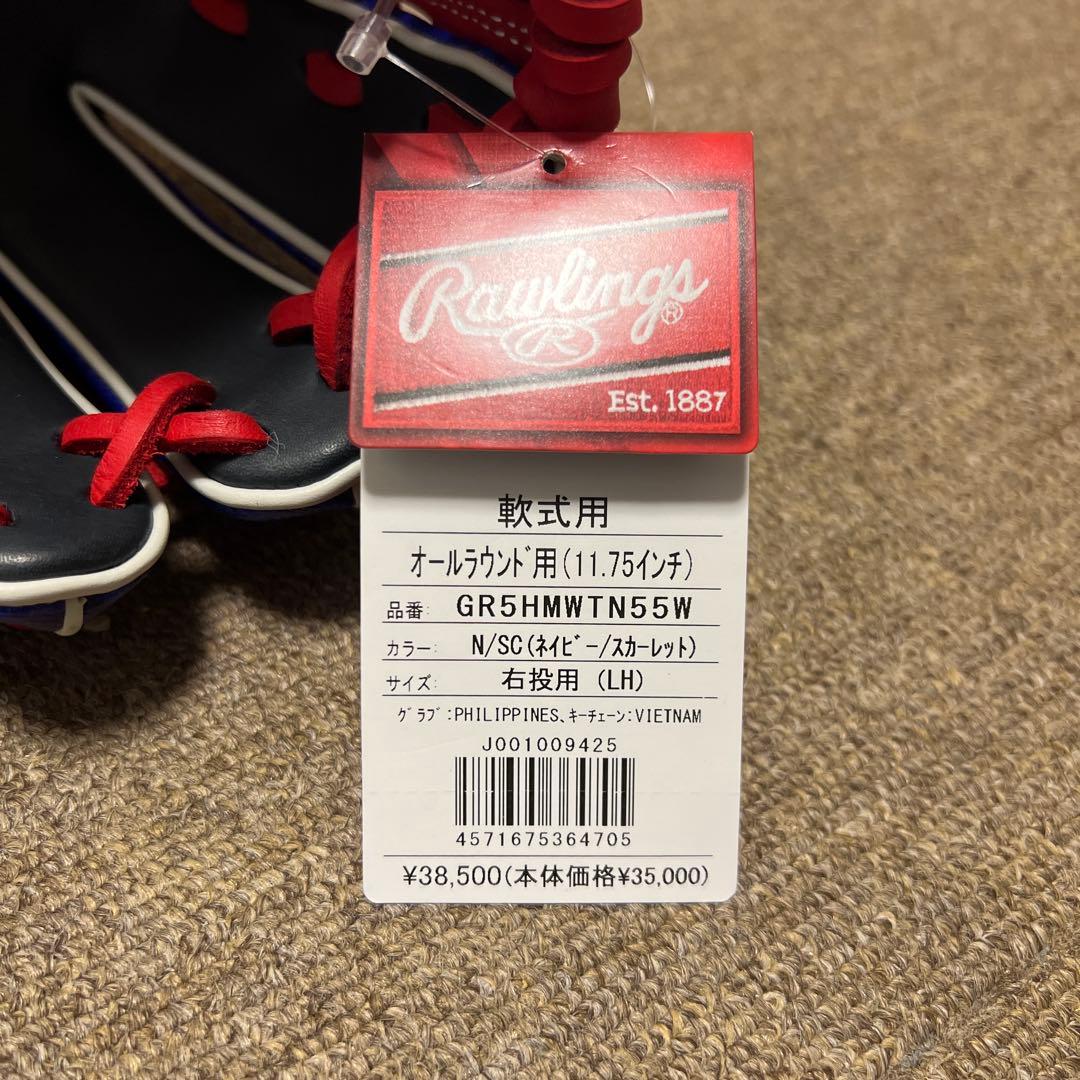 Rawlings®
R
Est. 1887
軟式用
オールラウンド用(11.75インチ)
品番: GR5HMWTN55W
カラー: N/SC(ネイビー/スカーレット)
サイズ: 右投用 (LH)
グラブ:PHILIPPINES、キーチェーン:VIETNAM
J001009425
4571675364705
¥38,500(本体価格¥35,000)